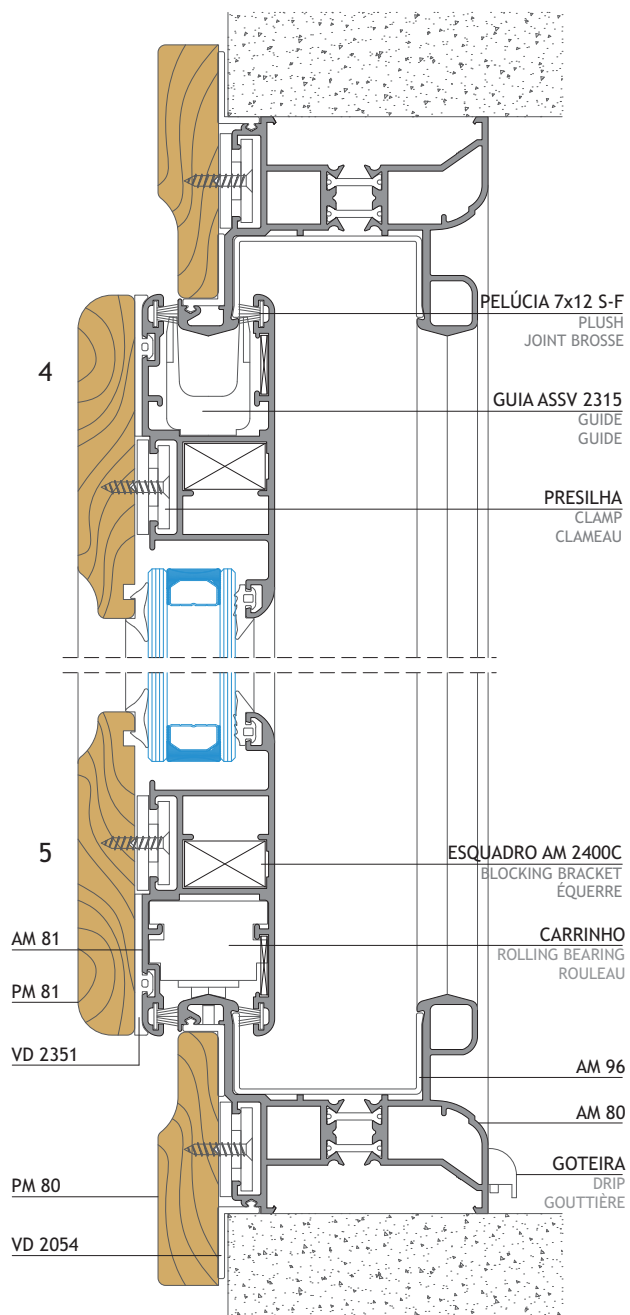 PELÚCIA 7x12 S-F
PLUSH
JOINT BROSSE
4
GUIA ASSV 2315
GUIDE
GUIDE
PRESILHA
CLAMP
CLAMEAU
5
ESQUADRO AM 2400C
BLOCKING BRACKET
ÉQUERRE
AM 81
CARRINHO
ROLLING BEARING
ROULEAU
PM 81
VD 2351
AM 96
AM 80
GOTEIRA
DRIP
GOUTTIÈRE
PM 80
VD 2054